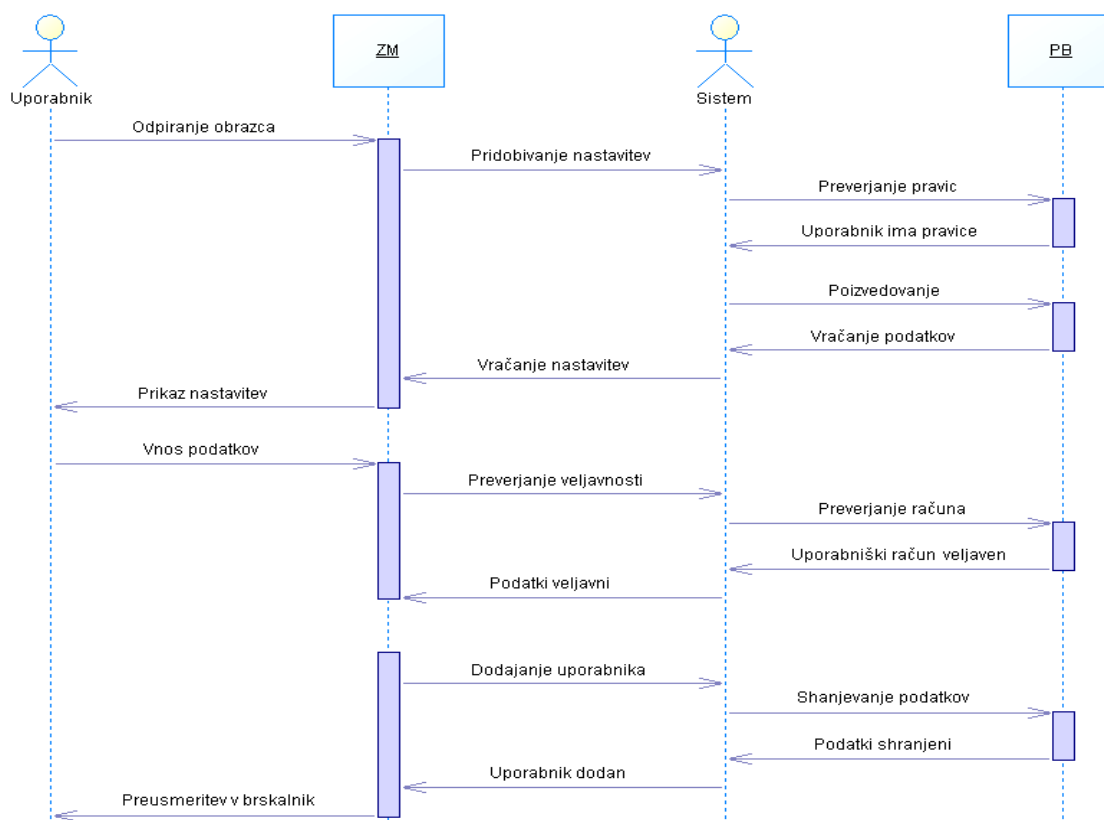 ZM
PB
Uporabnik
Sistem
Odpiranje obrazca
Pridobivanje nastavitev
Preverjanje pravic
Uporabnik ima pravice
Poizvedovanje
Vračanje podatkov
Vračanje nastavitev
Prikaz nastavitev
Vnos podatkov
Preverjanje veljavnosti
Preverjanje računa
Uporabniški račun veljaven
Podatki veljavni
Dodajanje uporabnika
Shanjevanje podatkov
Podatki shranjeni
Uporabnik dodan
Preusmeritev v brskalnik